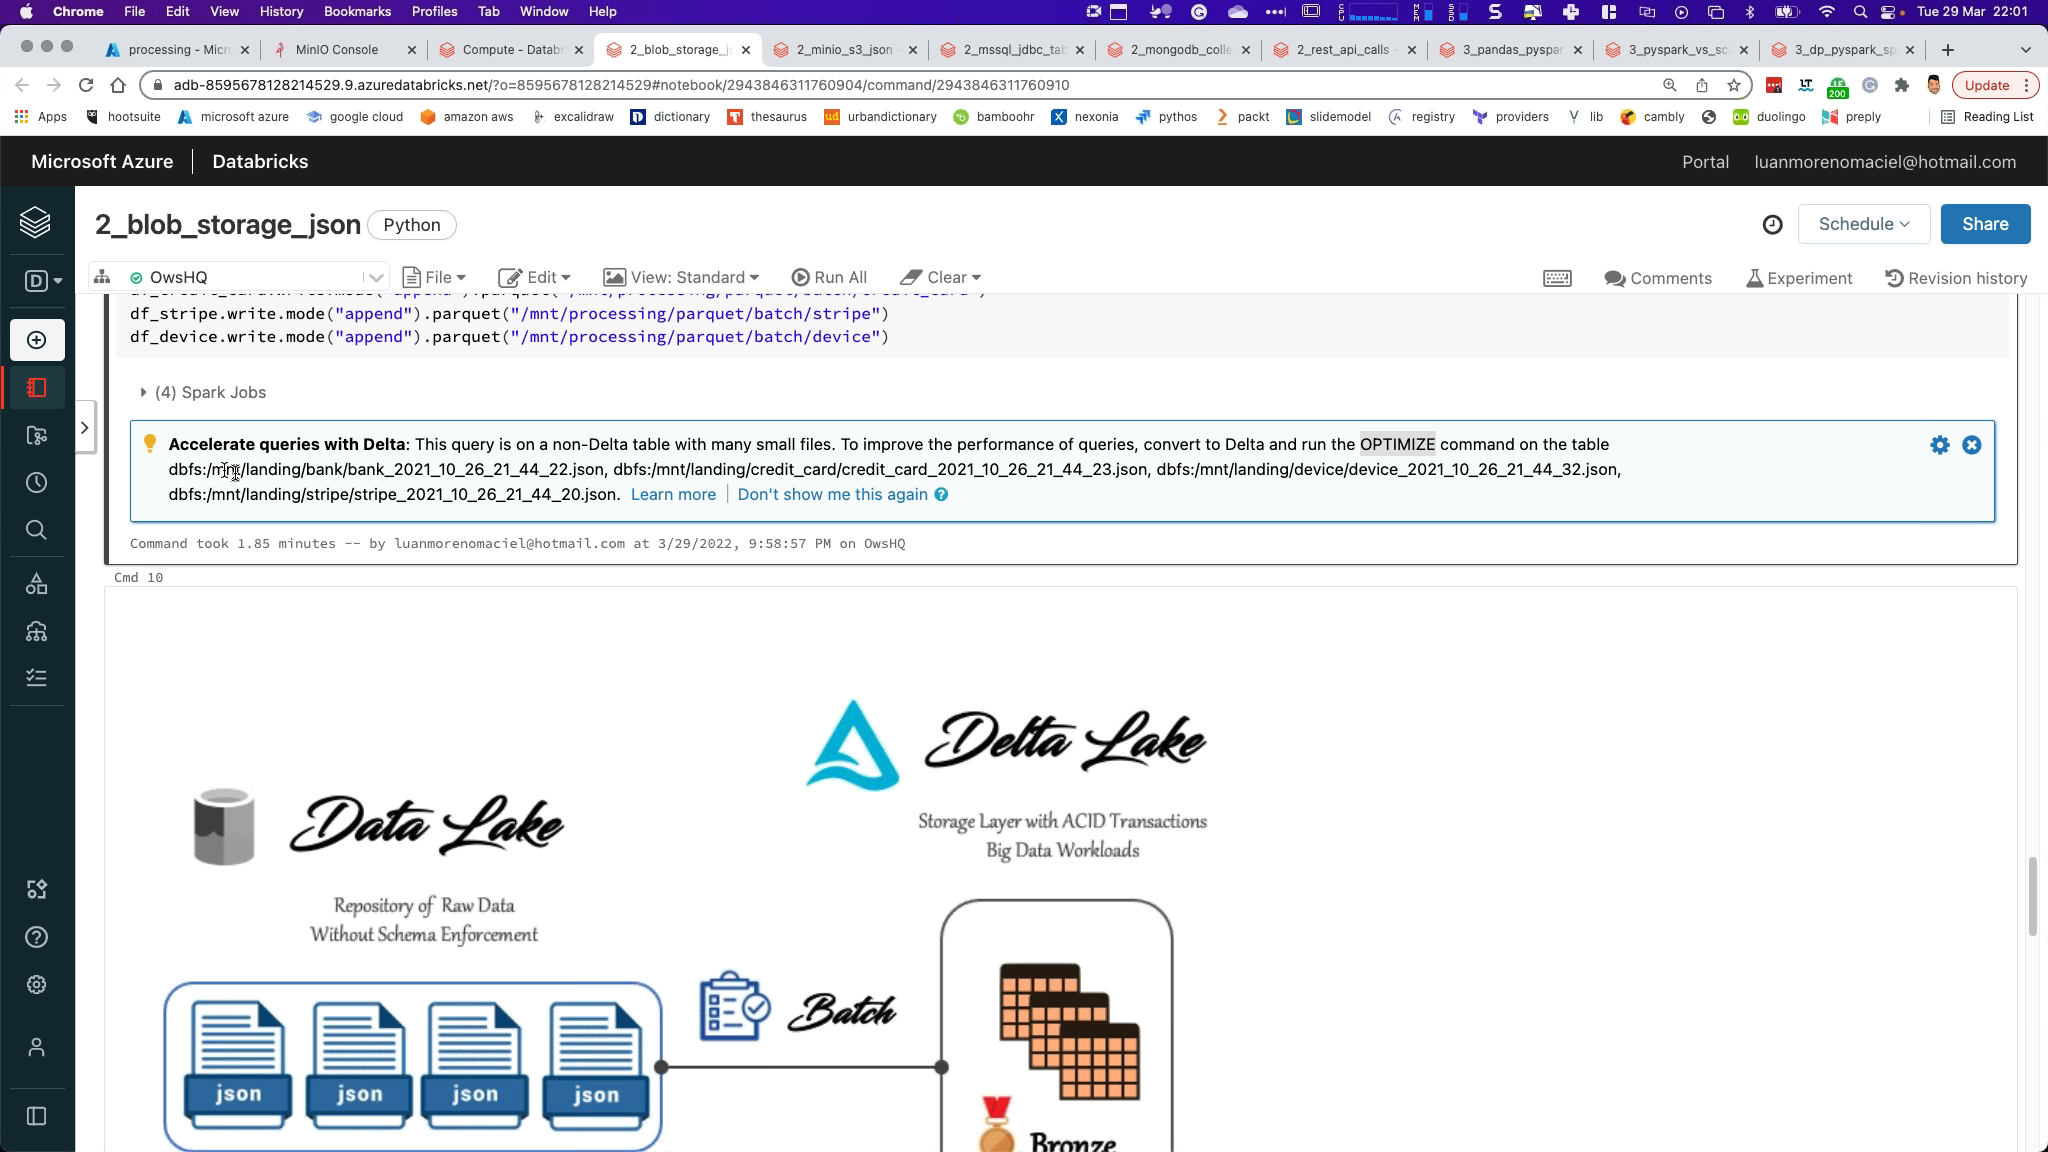 Chrome File Edit View History Bookmarks Profiles Tab Window Help Tue 29 Mar 22:01
processing - Micro MinIO Console Compute - Databri 2_blob_storage_js 2_minio_s3_json - 2_mssql_jdbc_tab 2_mongodb_colle 2_rest_api_calls - 3_pandas_pyspar 3_pyspark_vs_sc 3_dp_pyspark_sp
adb-8595678128214529.9.azuredatabricks.net/?o=8595678128214529#notebook/2943846311760904/command/2943846311760910 200 Update
Apps hootsuite microsoft azure google cloud amazon aws excalidraw dictionary thesaurus urbandictionary bamboohr nexonia pythos packt slidemodel registry providers lib cambly duolingo preply Reading List
Microsoft Azure Databricks Portal luanmorenomaciel@hotmail.com
2_blob_storage_json Python Schedule Share
D OwsHQ File Edit View: Standard Run All Clear Comments Experiment Revision history
df_stripe.write.mode("append").parquet("/mnt/processing/parquet/batch/stripe")
df_device.write.mode("append").parquet("/mnt/processing/parquet/batch/device")
(4) Spark Jobs
Accelerate queries with Delta: This query is on a non-Delta table with many small files. To improve the performance of queries, convert to Delta and run the OPTIMIZE command on the table
dbfs:/mnt/landing/bank/bank_2021_10_26_21_44_22.json, dbfs:/mnt/landing/credit_card/credit_card_2021_10_26_21_44_23.json, dbfs:/mnt/landing/device/device_2021_10_26_21_44_32.json,
dbfs:/mnt/landing/stripe/stripe_2021_10_26_21_44_20.json. Learn more Don't show me this again
Command took 1.85 minutes -- by luanmorenomaciel@hotmail.com at 3/29/2022, 9:58:57 PM on OwsHQ
Cmd 10
Delta Lake
Storage Layer with ACID Transactions
Big Data Workloads
Data Lake
Repository of Raw Data
Without Schema Enforcement
Batch
json json json json
Bronze